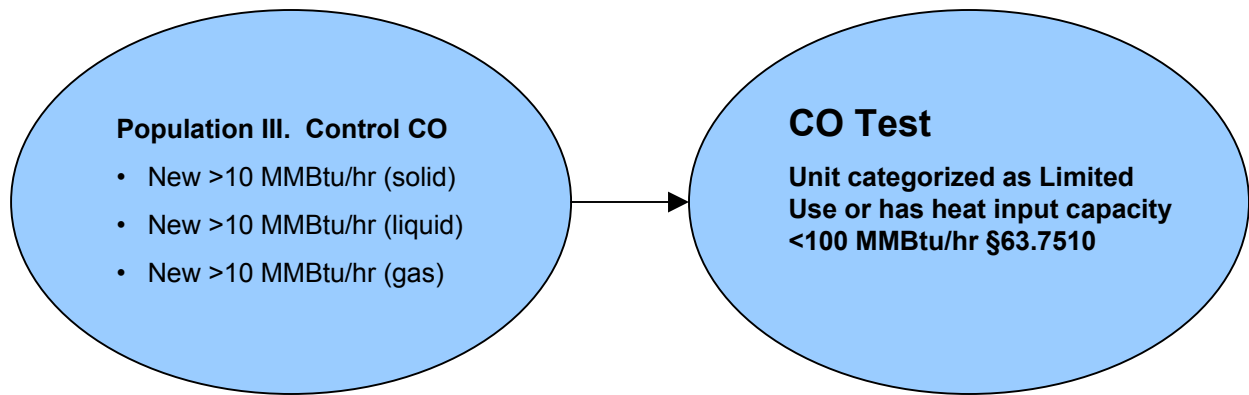 Population III. Control CO
• New >10 MMBtu/hr (solid)
• New >10 MMBtu/hr (liquid)
• New >10 MMBtu/hr (gas)
CO Test
Unit categorized as Limited
Use or has heat input capacity
<100 MMBtu/hr §63.7510